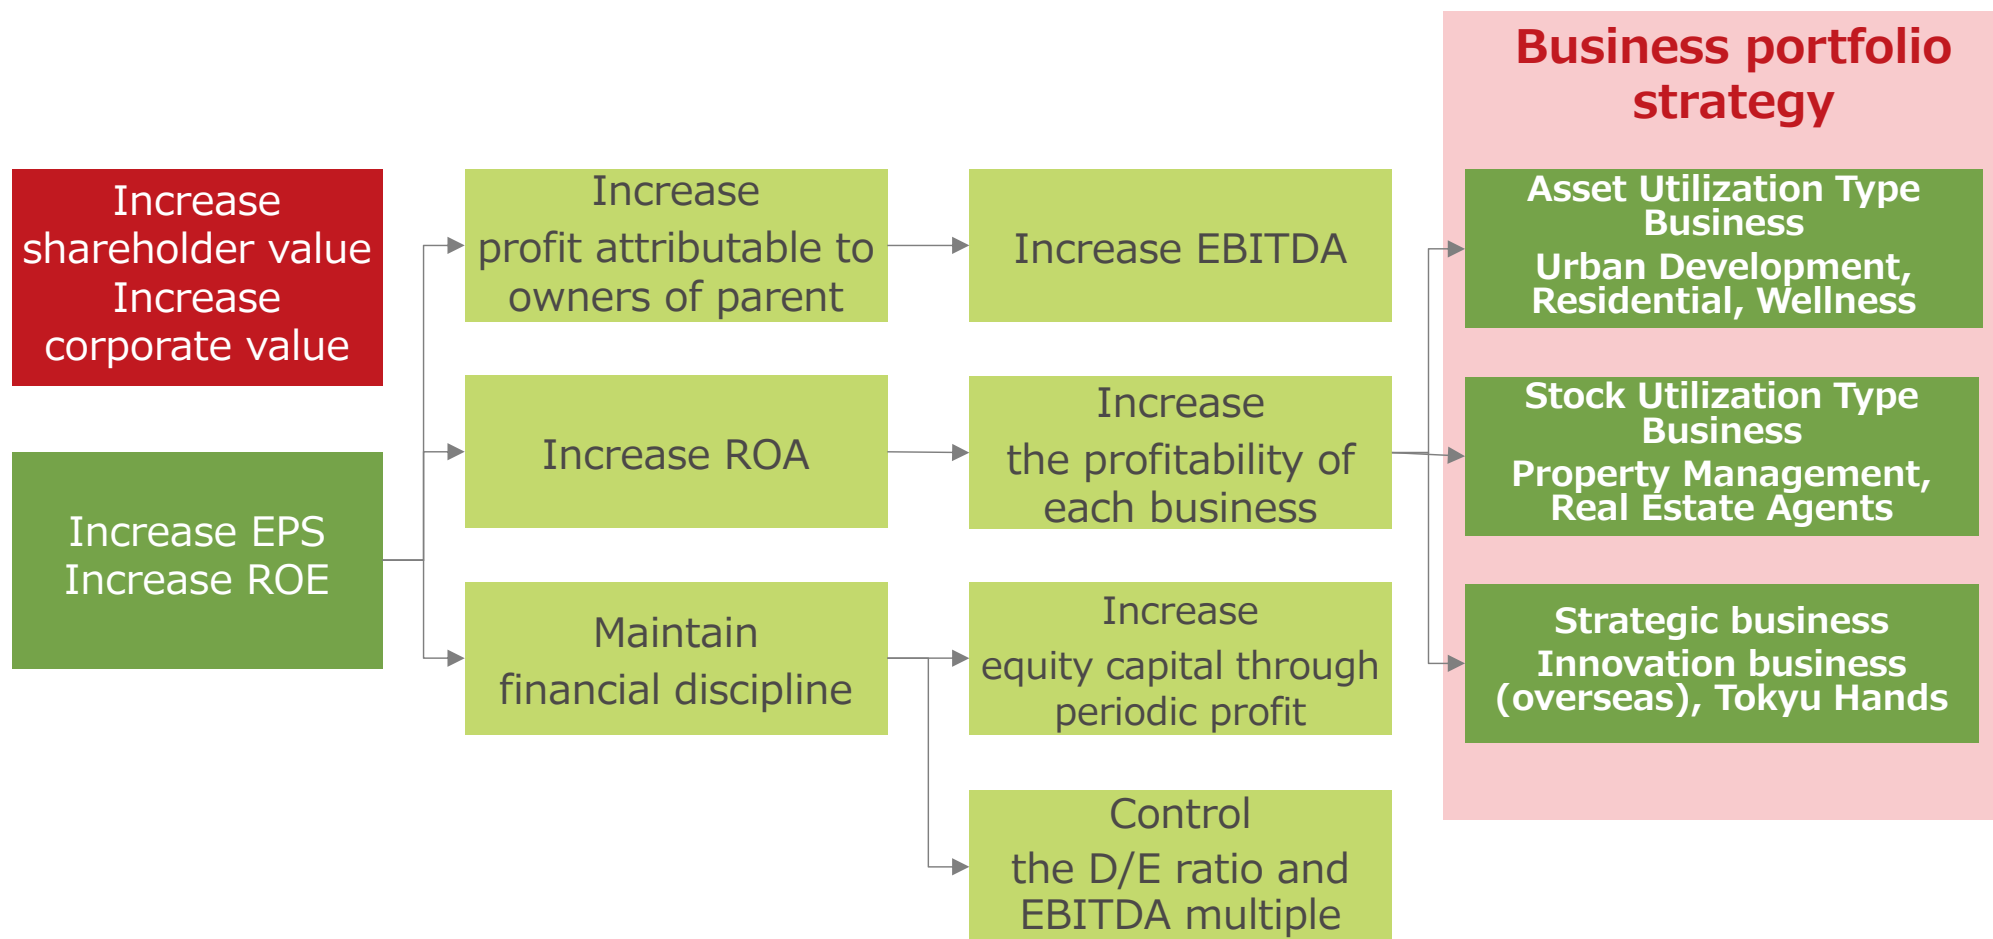 Business portfolio
strategy
Increase
shareholder value
Increase
corporate value
Increase EPS
Increase ROE
Increase
profit attributable to
owners of parent
Increase ROA
Maintain
financial discipline
Increase EBITDA
Increase
the profitability of
each business
Increase
equity capital through
periodic profit
Control
the D/E ratio and
EBITDA multiple
Asset Utilization Type
Business
Urban Development,
Residential, Wellness
Stock Utilization Type
Business
Property Management,
Real Estate Agents
Strategic business
Innovation business
(overseas), Tokyu Hands